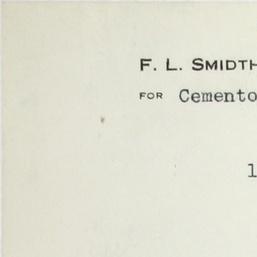 F. L. SMIDTH
FOR Cemento
1